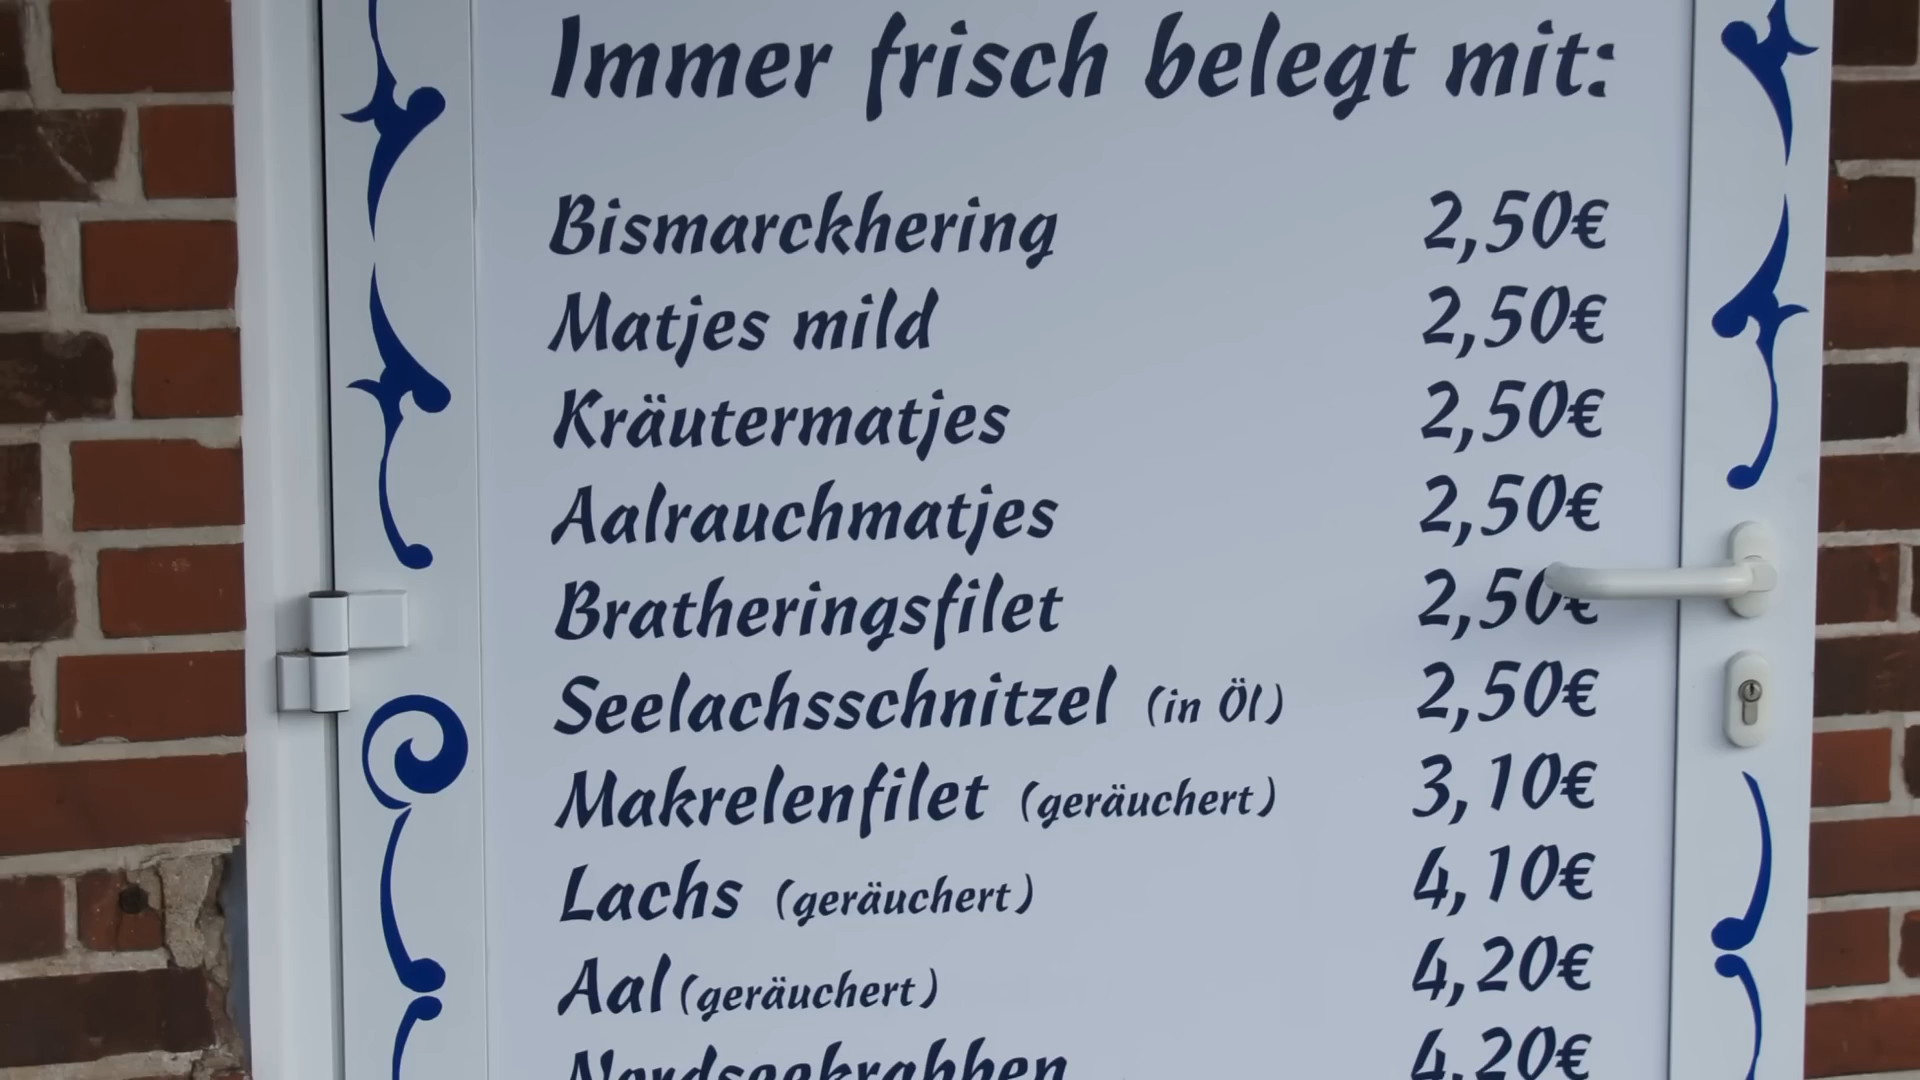 Immer frisch belegt mit:
Bismarckhering 2,50€
Matjes mild 2,50€
Kräutermatjes 2,50€
Aalrauchmatjes 2,50€
Bratheringsfilet 2,50€
Seelachsschnitzel (in Öl) 2,50€
Makrelenfilet (geräuchert) 3,10€
Lachs (geräuchert) 4,10€
Aal (geräuchert) 4,20€
Nordseekrabben 4,20€